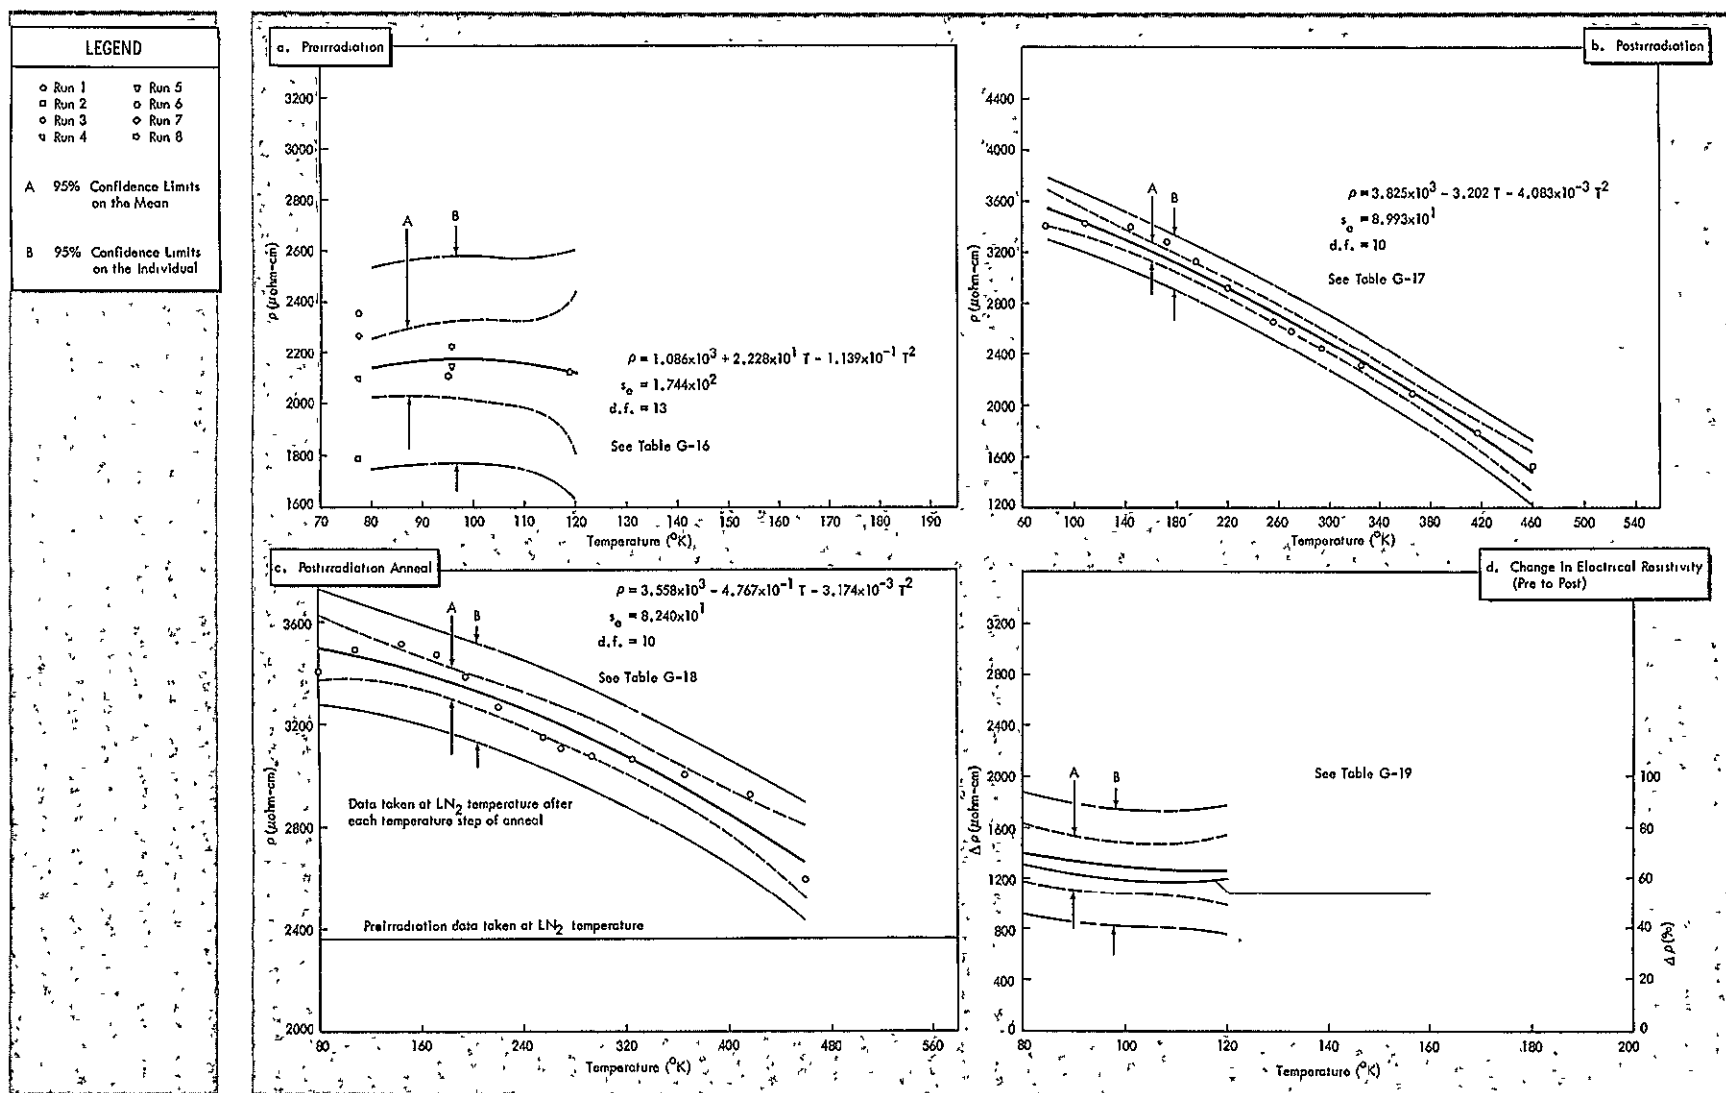 LEGEND
Run 1
Run 2
Run 3
Run 4
Run 5
Run 6
Run 7
Run 8
A 95% Confidence Limits
on the Mean
B 95% Confidence Limits
on the Individual
a. Preirradiation
3200
3000
2800
2600
2400
2200
2000
1800
1600
ρ (μohm-cm)
A
B
ρ = 1.086x10³ + 2.228x10¹ T - 1.139x10⁻¹ T²
sₑ = 1.744x10²
d.f. = 13
See Table G-16
70 80 90 100 110 120 130 140 150 160 170 180 190
Temperature (°K)
b. Postirradiation
4400
4000
3600
3200
2800
2400
2000
1600
1200
ρ (μohm-cm)
A
B
ρ = 3.825x10³ - 3.202 T - 4.083x10⁻³ T²
sₑ = 8.993x10¹
d.f. = 10
See Table G-17
60 100 140 180 220 260 300 340 380 420 460 500 540
Temperature (°K)
c. Postirradiation Anneal
3600
3200
2800
2400
2000
ρ (μohm-cm)
A
B
ρ = 3.558x10³ - 4.767x10⁻¹ T - 3.174x10⁻³ T²
sₑ = 8.240x10¹
d.f. = 10
See Table G-18
Data taken at LN₂ temperature after
each temperature step of anneal
Preirradiation data taken at LN₂ temperature
80 160 240 320 400 480 560
Temperature (°K)
d. Change in Electrical Resistivity
(Pre to Post)
3200
2800
2400
2000
1600
1200
800
400
0
Δρ (μohm-cm)
A
B
See Table G-19
100
80
60
40
20
0
Δρ (%)
80 100 120 140 160 180 200
Temperature (°K)